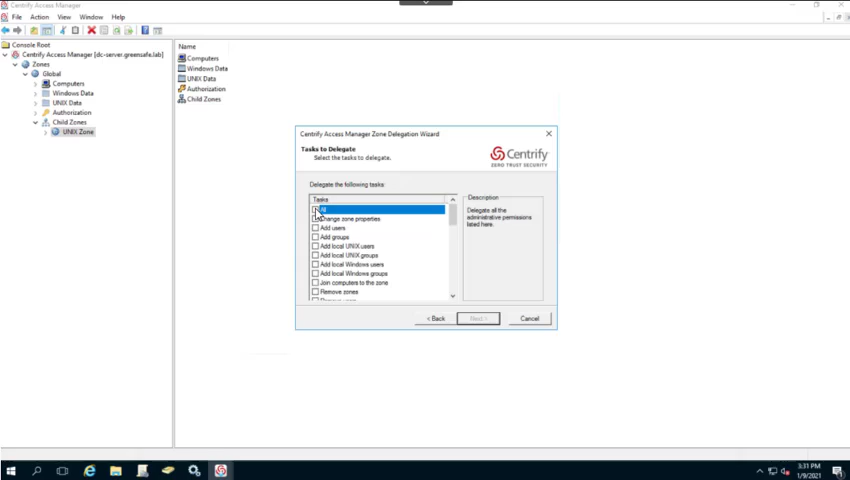 Centrify Access Manager
File Action View Window Help
Console Root
Centrify Access Manager [dc-server.greensafe.lab]
Zones
Global
Computers
Windows Data
UNIX Data
Authorization
Child Zones
UNIX Zone
Name
Computers
Windows Data
UNIX Data
Authorization
Child Zones
Centrify Access Manager Zone Delegation Wizard
Tasks to Delegate
Select the tasks to delegate.
Centrify
ZERO TRUST SECURITY
Delegate the following tasks:
Tasks
Change zone properties
Add users
Add groups
Add local UNIX users
Add local UNIX groups
Add local Windows users
Add local Windows groups
Join computers to the zone
Remove zones
Description
Delegate all the
administrative permissions
listed here.
< Back
Next >
Cancel
3:31 PM
1/9/2021